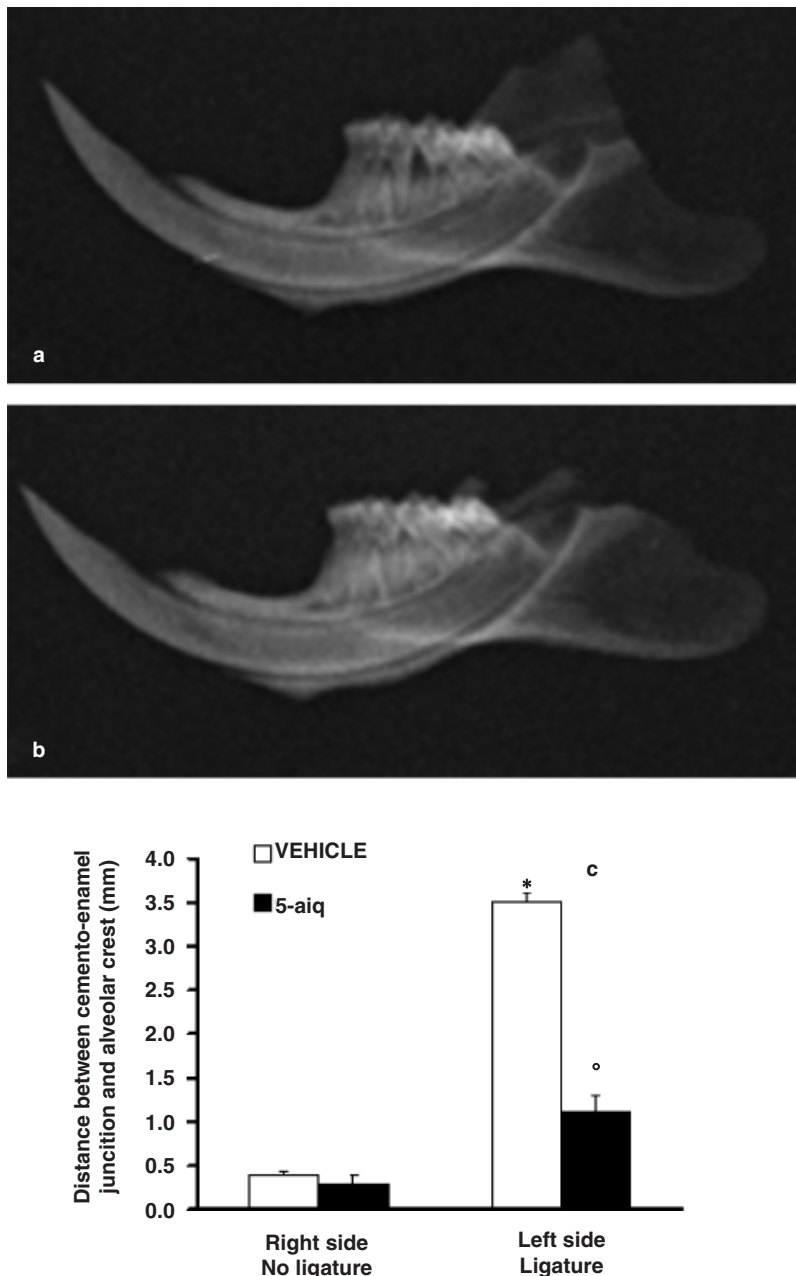 a
b
Distance between cemento-enamel
juncition and alveolar crest (mm)
4.0
3.5
3.0
2.5
2.0
1.5
1.0
0.5
0.0
VEHICLE
5-aiq
*
c
°
Right side
No ligature
Left side
Ligature